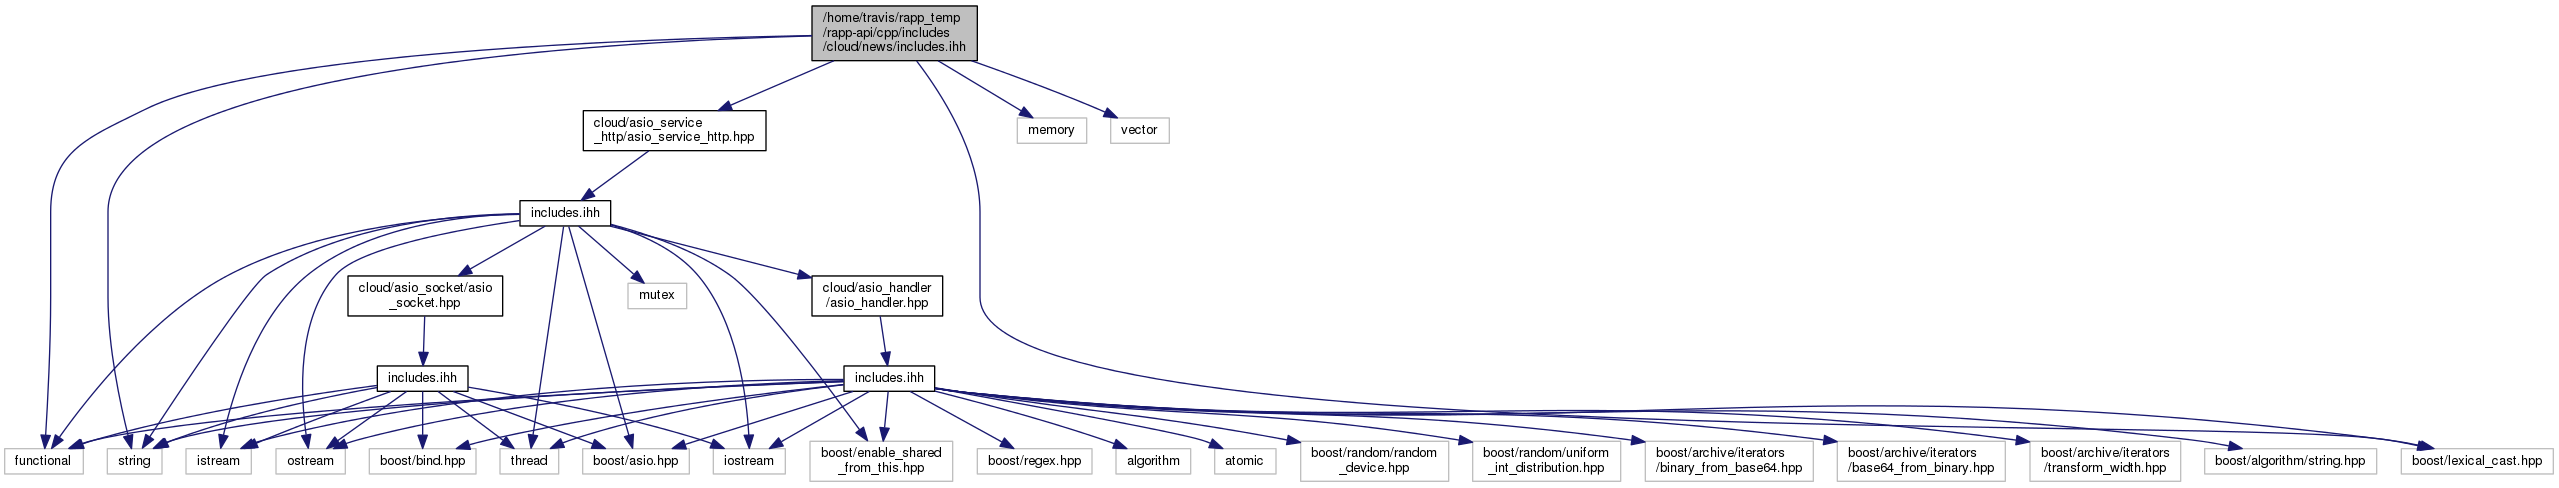 /home/travis/rapp_temp
/rapp-api/cpp/includes
/cloud/news/includes.ihh
cloud/asio_service
_http/asio_service_http.hpp
memory
vector
includes.ihh
cloud/asio_socket/asio
_socket.hpp
mutex
cloud/asio_handler
/asio_handler.hpp
includes.ihh
includes.ihh
functional
string
istream
ostream
boost/bind.hpp
thread
boost/asio.hpp
iostream
boost/enable_shared
_from_this.hpp
boost/regex.hpp
algorithm
atomic
boost/random/random
_device.hpp
boost/random/uniform
_int_distribution.hpp
boost/archive/iterators
/binary_from_base64.hpp
boost/archive/iterators
/base64_from_binary.hpp
boost/archive/iterators
/transform_width.hpp
boost/algorithm/string.hpp
boost/lexical_cast.hpp